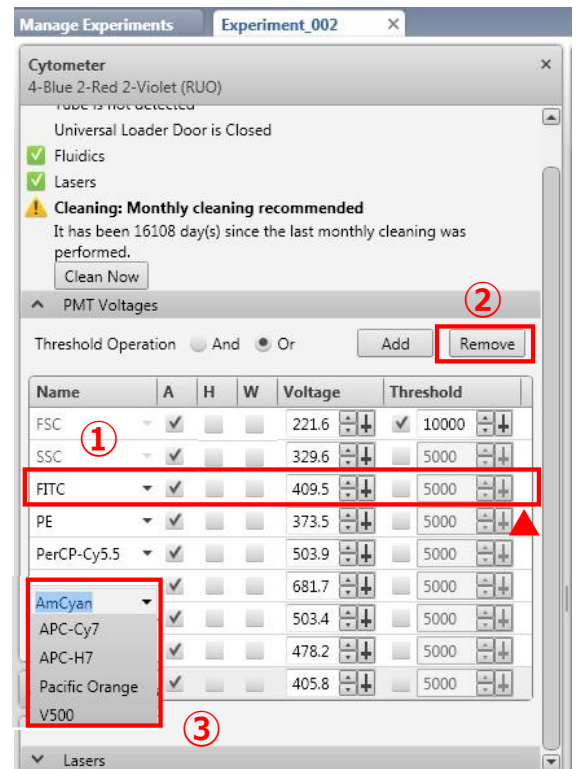 Manage Experiments Experiment_002 ×
Cytometer ×
4-Blue 2-Red 2-Violet (RUO)
Tube is not detected
Universal Loader Door is Closed
Fluidics
Lasers
Cleaning: Monthly cleaning recommended
It has been 16108 day(s) since the last monthly cleaning was
performed.
Clean Now
PMT Voltages
②
Threshold Operation And Or Add Remove
Name A H W Voltage Threshold
FSC 221.6 10000
①
SSC 329.6 5000
FITC 409.5 5000
PE 373.5 5000
PerCP-Cy5.5 503.9 5000
681.7 5000
AmCyan
503.4 5000
APC-Cy7
478.2 5000
APC-H7
405.8 5000
Pacific Orange
V500
③
Lasers